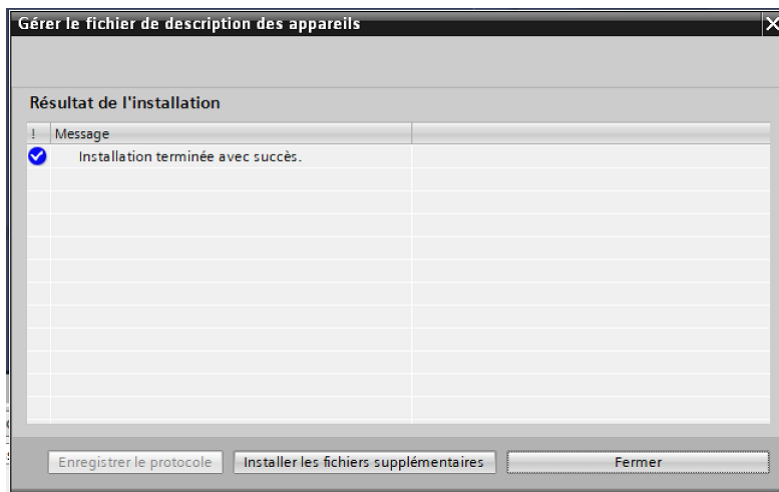 Gérer le fichier de description des appareils
Résultat de l'installation
! Message
Installation terminée avec succès.
Enregistrer le protocole Installer les fichiers supplémentaires Fermer